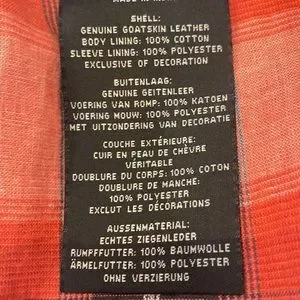 SHELL:
GENUINE GOATSKIN LEATHER
BODY LINING: 100% COTTON
SLEEVE LINING: 100% POLYESTER
EXCLUSIVE OF DECORATION
BUITENLAAG:
GENUINE GEITENLEER
VOERING VAN ROMP: 100% KATOEN
VOERING MOUW: 100% POLYESTER
MET UITZONDERING VAN DECORATIE
COUCHE EXTÉRIEURE:
CUIR EN PEAU DE CHÈVRE
VÉRITABLE
DOUBLURE DU CORPS: 100% COTON
DOUBLURE DE MANCHE:
100% POLYESTER
EXCLUT LES DÉCORATIONS
AUSSENMATERIAL:
ECHTES ZIEGENLEDER
RUMPFFUTTER: 100% BAUMWOLLE
ÄRMELFUTTER: 100% POLYESTER
OHNE VERZIERUNG